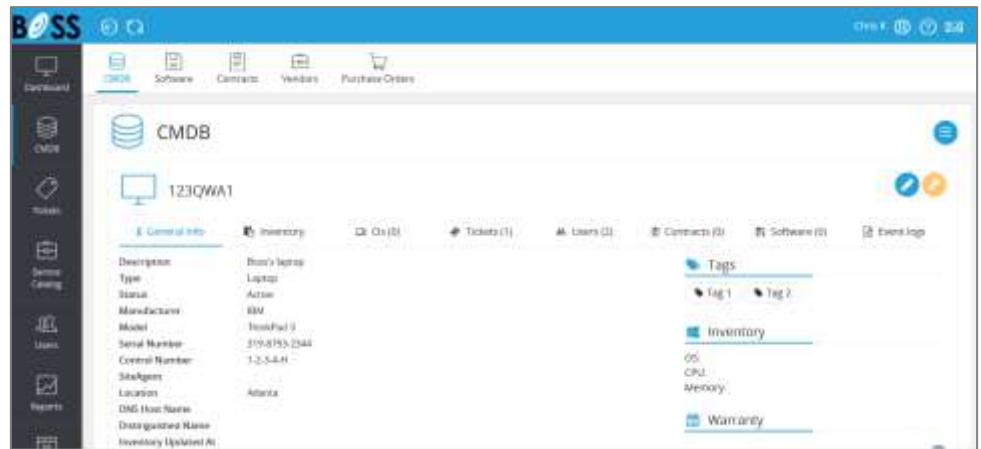 BOSS
Chris K
Dashboard
CMDB
Tickets
Service Catalog
Users
Reports
CMDB Software Contracts Vendors Purchase Orders
CMDB
123QWA1
General Info Inventory CIs (0) Tickets (1) Users (2) Contracts (0) Software (0) Event logs
Description Boss's laptop
Type Laptop
Status Active
Manufacturer IBM
Model ThinkPad
Serial Number 319-8793-2344
Control Number 1-2-3-4-H
SiteAgent
Location Atlanta
DNS Host Name
Distinguished Name
Inventory Updated At
Tags
Tag 1 Tag 2
Inventory
OS:
CPU:
Memory:
Warranty